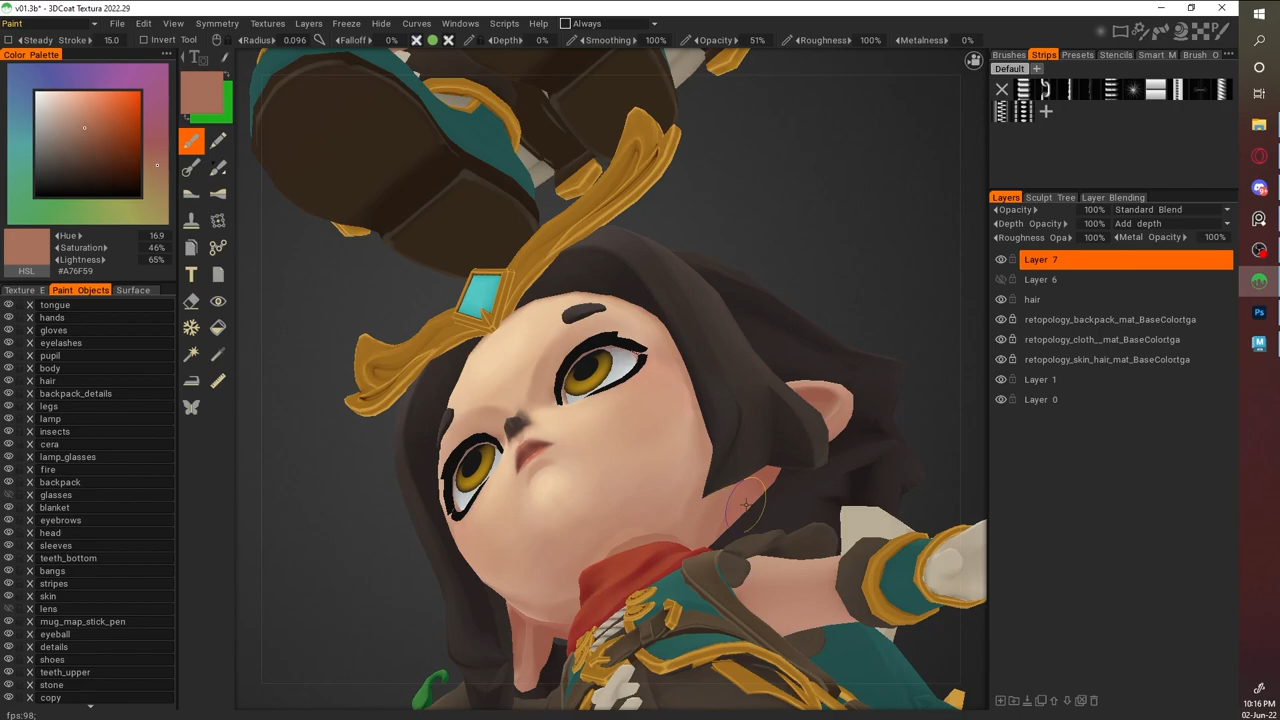 v01.3b* - 3DCoat Textura 2022.29
Paint File Edit View Symmetry Textures Layers Freeze Hide Curves Windows Scripts Help Always
Steady Stroke 15.0 Invert Tool Radius 0.096 Falloff 0% Depth 0% Smoothing 100% Opacity 51% Roughness 100% Metalness 0%
Color Palette
Hue 16.9
Saturation 46%
Lightness 65%
HSL #A76F59
Texture E Paint Objects Surface
tongue
hands
gloves
eyelashes
pupil
body
hair
backpack_details
legs
lamp
insects
cera
lamp_glasses
fire
backpack
glasses
blanket
eyebrows
head
sleeves
teeth_bottom
bangs
stripes
skin
lens
mug_map_stick_pen
eyeball
details
shoes
teeth_upper
stone
copy
fps:98;
Brushes Strips Presets Stencils Smart M Brush O
Default
Layers Sculpt Tree Layer Blending
Opacity 100% Standard Blend
Depth Opacity 100% Add depth
Roughness Opa 100% Metal Opacity 100%
Layer 7
Layer 6
hair
retopology_backpack_mat_BaseColortga
retopology_cloth__mat_BaseColortga
retopology_skin_hair_mat_BaseColortga
Layer 1
Layer 0
Ps
M
10:16 PM
02-Jun-22